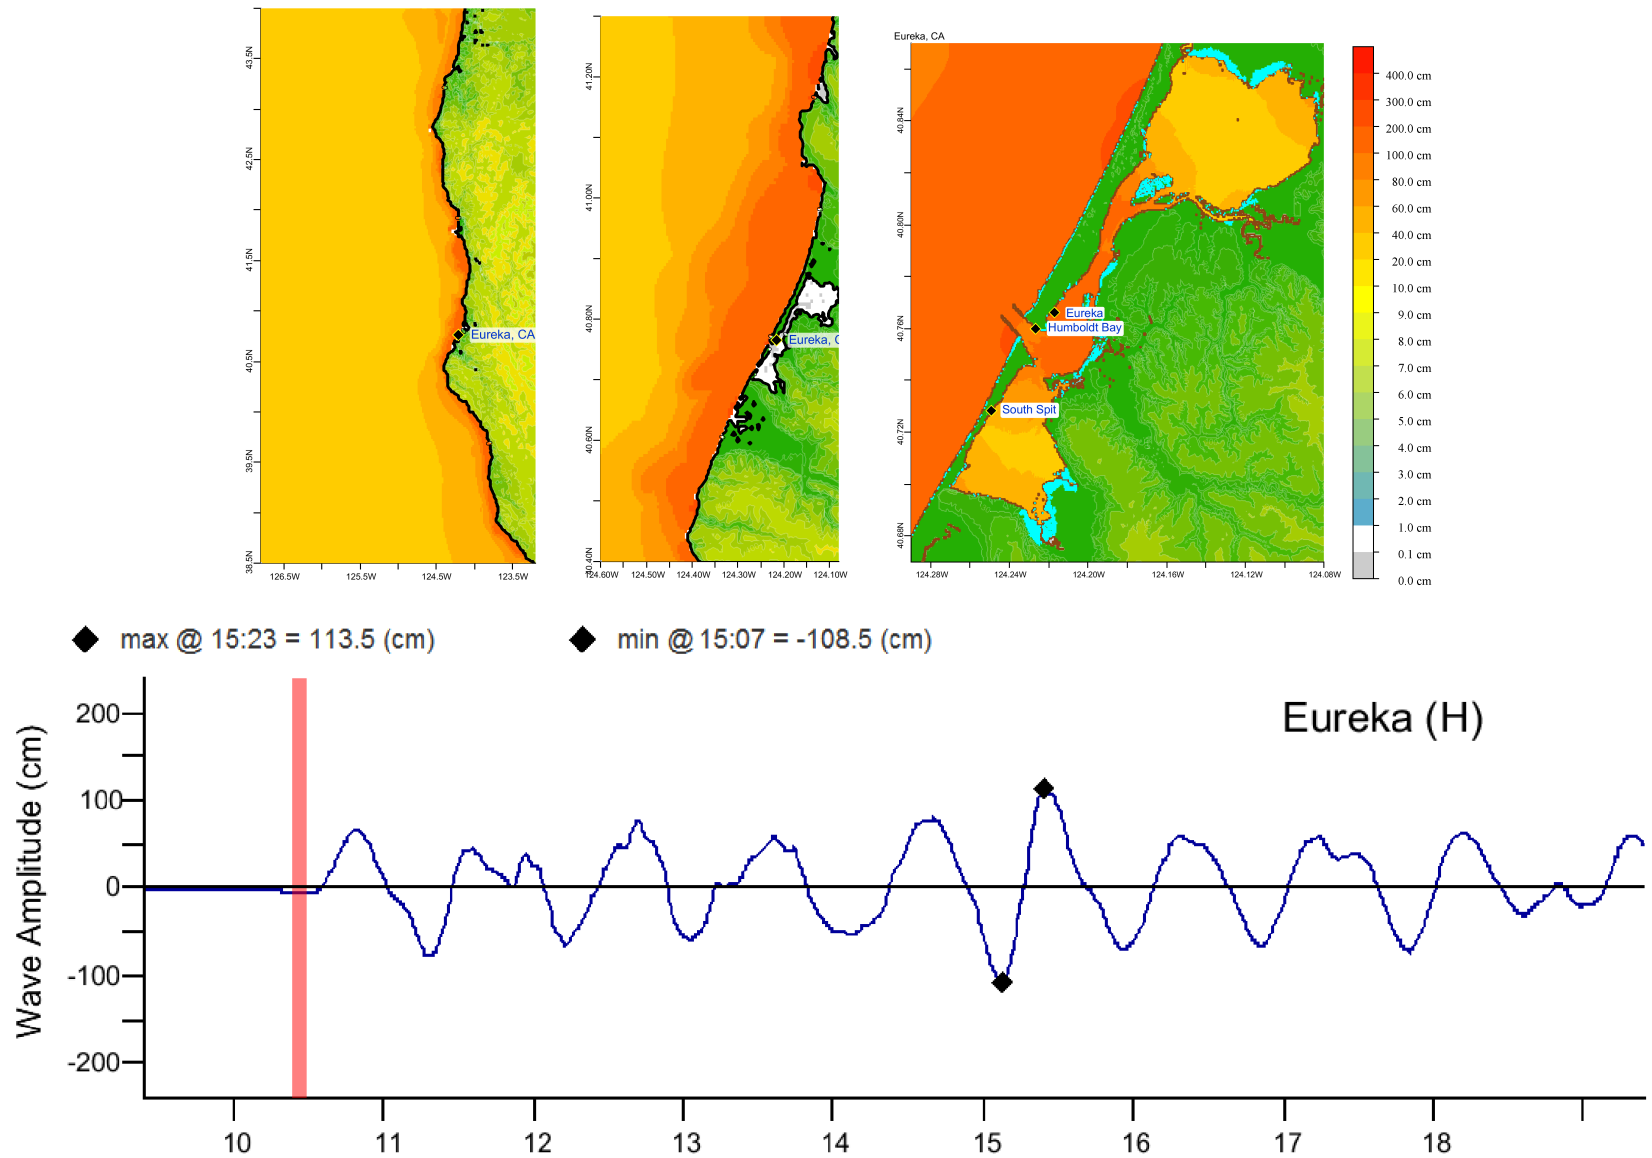 43.5N
42.5N
41.5N
40.5N
39.5N
38.5N
126.5W
125.5W
124.5W
123.5W
Eureka, CA
41.20N
41.00N
40.80N
40.60N
40.40N
124.60W
124.50W
124.40W
124.30W
124.20W
124.10W
Eureka, C
Eureka, CA
40.84N
40.80N
40.76N
40.72N
40.68N
124.28W
124.24W
124.20W
124.16W
124.12W
124.08W
Eureka
Humboldt Bay
South Spit
400.0 cm
300.0 cm
200.0 cm
100.0 cm
80.0 cm
60.0 cm
40.0 cm
20.0 cm
10.0 cm
9.0 cm
8.0 cm
7.0 cm
6.0 cm
5.0 cm
4.0 cm
3.0 cm
2.0 cm
1.0 cm
0.1 cm
0.0 cm
max @ 15:23 = 113.5 (cm)
min @ 15:07 = -108.5 (cm)
Eureka (H)
Wave Amplitude (cm)
200
100
0
-100
-200
10
11
12
13
14
15
16
17
18